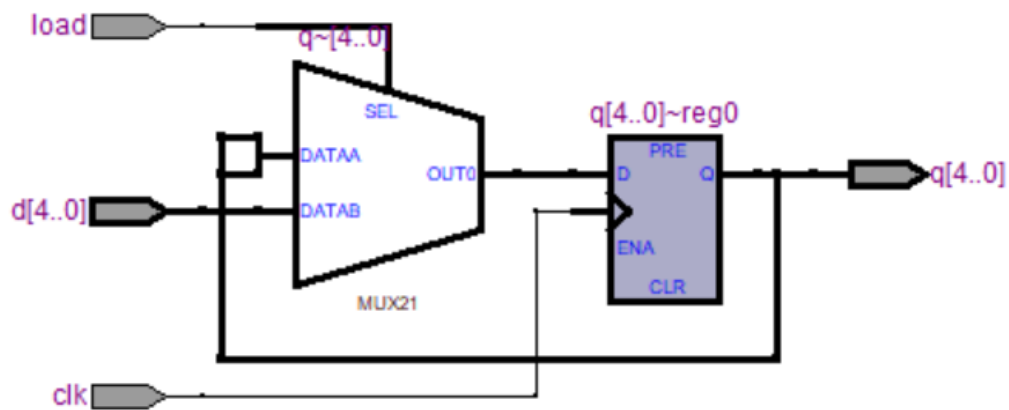 load
q~[4..0]
SEL
DATAA
OUT0
d[4..0]
DATAB
MUX21
q[4..0]~reg0
PRE
D
Q
ENA
CLR
q[4..0]
clk